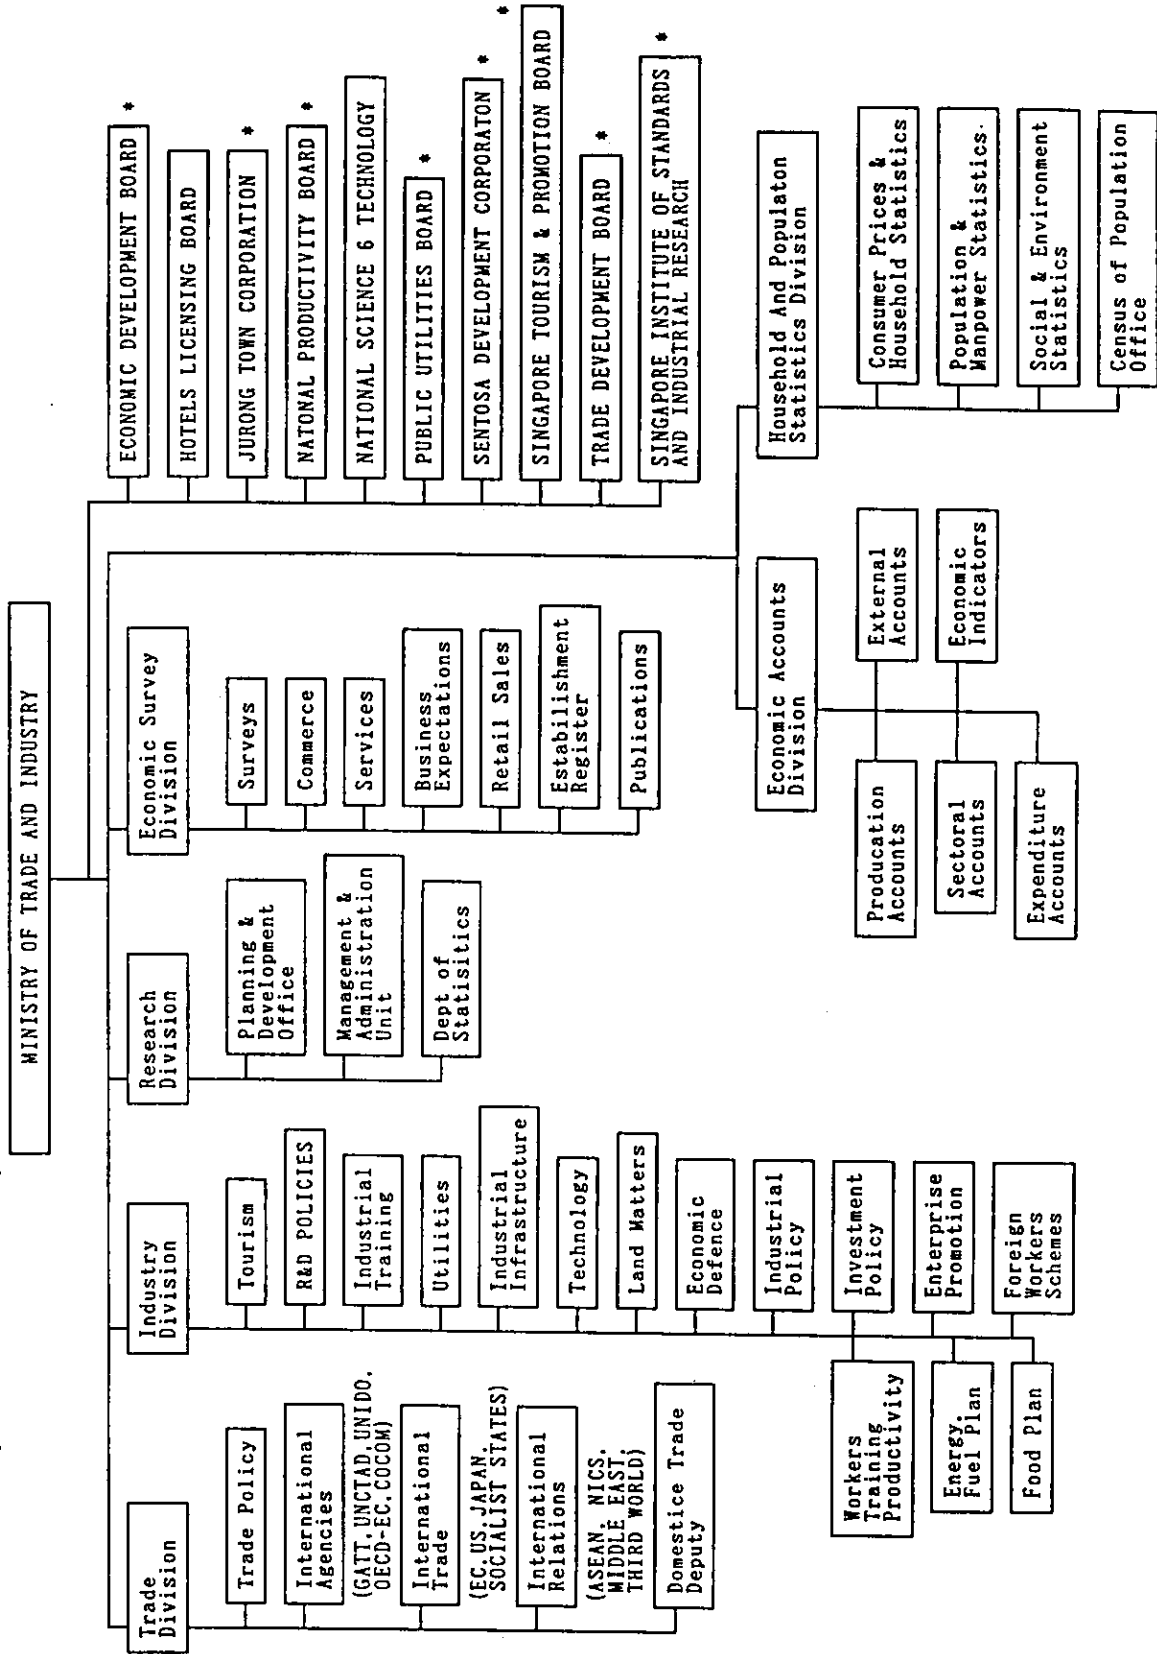 MINISTRY OF TRADE AND INDUSTRY
Trade
Division
Trade Policy
International
Agencies
(GATT.UNCTAD.UNIDO.
OECD-EC.COCOM)
International
Trade
(EC.US.JAPAN.
SOCIALIST STATES)
International
Relations
(ASEAN. NICS.
MIDDLE EAST.
THIRD WORLD)
Domestice Trade
Deputy
Industry
Division
Tourism
R&D POLICIES
Industrial
Training
Utilities
Industrial
Infrastructure
Technology
Land Matters
Economic
Defence
Industrial
Policy
Investment
Policy
Enterprise
Promotion
Foreign
Workers
Schemes
Workers
Training
Productivity
Energy.
Fuel Plan
Food Plan
Research
Division
Planning &
Development
Office
Management &
Administration
Unit
Dept of
Statisitics
Economic Survey
Division
Surveys
Commerce
Services
Business
Expectations
Retail Sales
Estabilishment
Register
Publications
ECONOMIC DEVELOPMENT BOARD *
HOTELS LICENSING BOARD
JURONG TOWN CORPORATION *
NATONAL PRODUCTIVITY BOARD *
NATIONAL SCIENCE 6 TECHNOLOGY
PUBLIC UTILITIES BOARD *
SENTOSA DEVELOPMENT CORPORATON *
SINGAPORE TOURISM & PROMOTION BOARD *
TRADE DEVELOPMENT BOARD *
SINGAPORE INSTITUTE OF STANDARDS *
AND INDUSTRIAL RESEARCH
Economic Accounts
Division
Producation
Accounts
External
Accounts
Sectoral
Accounts
Economic
Indicators
Expenditure
Accounts
Household And Populaton
Statistics Division
Consumer Prices &
Household Statistics
Population &
Manpower Statistics.
Social & Environment
Statistics
Census of Population
Office